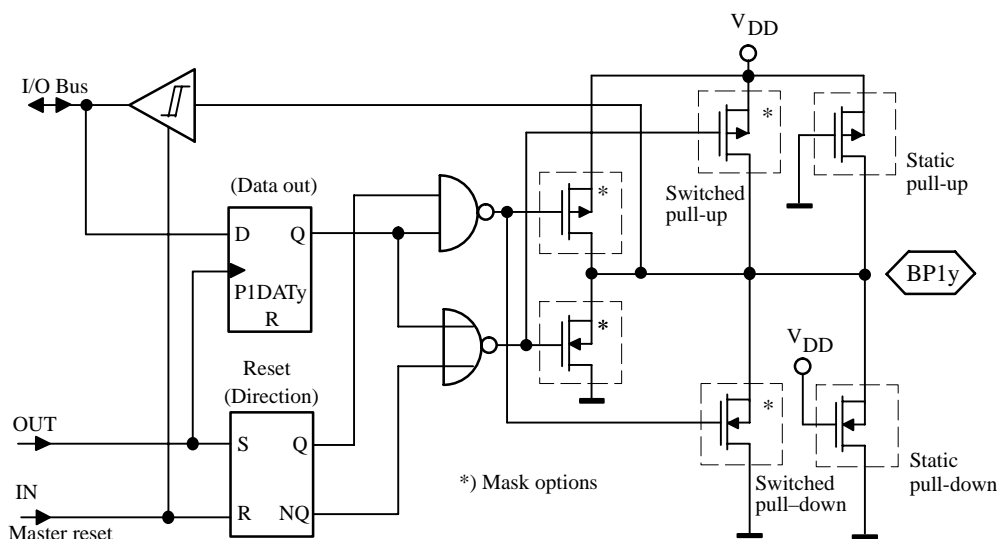 V DD
I/O Bus
*
Static
pull-up
(Data out)
*
Switched
pull-up
D
Q
P1DATy
R
BP1y
*
V DD
Reset
(Direction)
OUT
S
Q
*
*) Mask options
Switched
pull–down
Static
pull-down
IN
R
NQ
Master reset